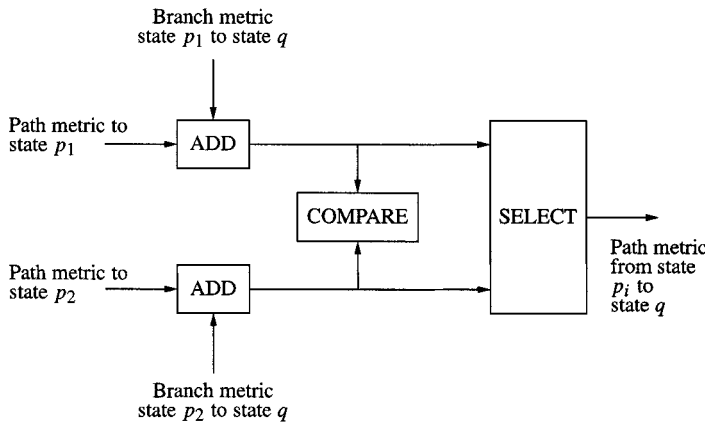 Branch metric
state p1 to state q
Path metric to
state p1
ADD
COMPARE
SELECT
Path metric
from state
pi to
state q
Path metric to
state p2
ADD
Branch metric
state p2 to state q